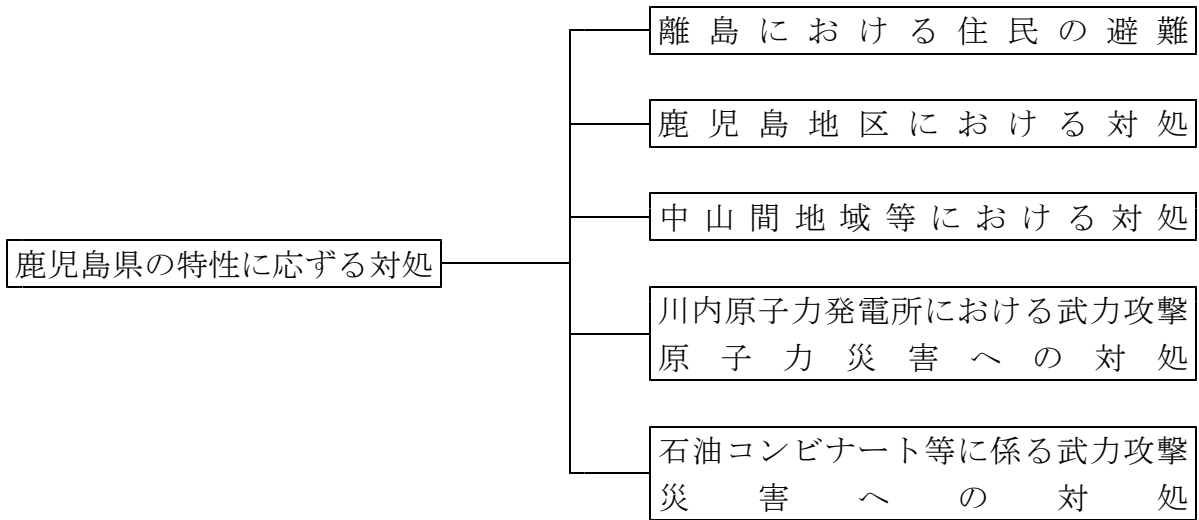 離島における住民の避難
鹿児島地区における対処
中山間地域等における対処
鹿児島県の特性に応ずる対処
川内原子力発電所における武力攻撃
原子力災害への対処
石油コンビナート等に係る武力攻撃
災害への対処